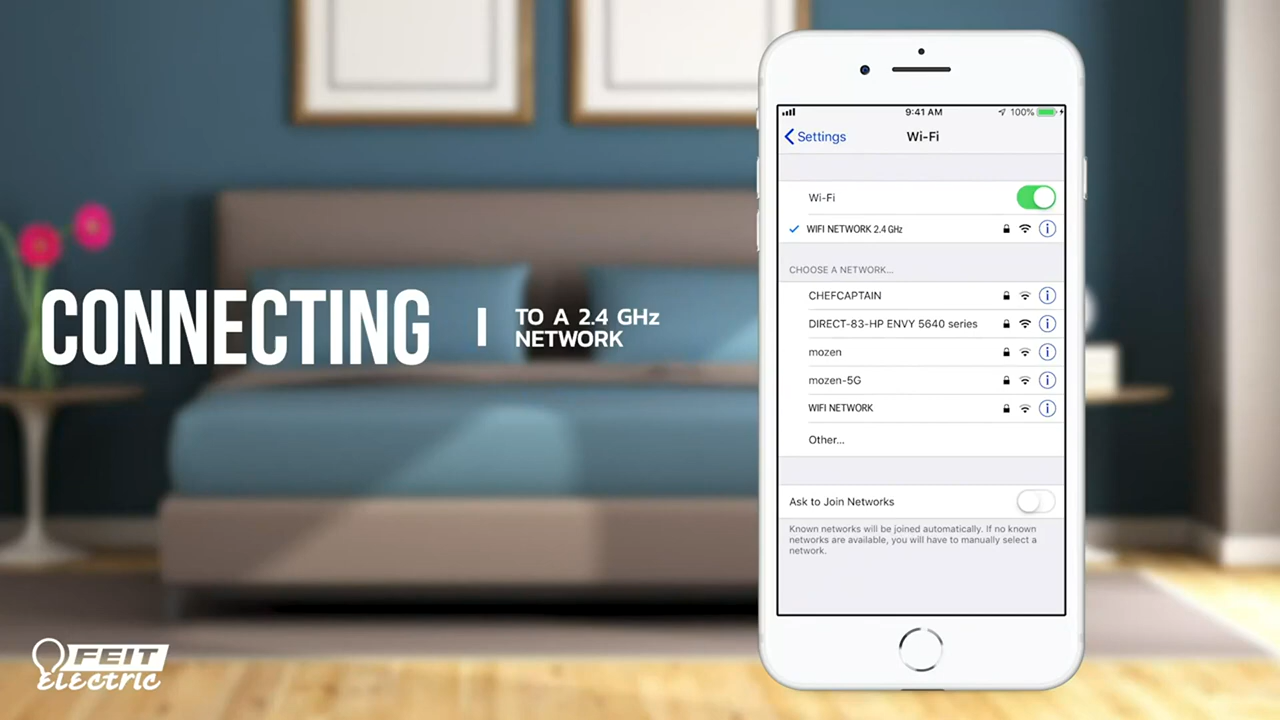 CONNECTING
TO A 2.4 GHz
NETWORK
FEIT
Electric
9:41 AM
100%
Settings
Wi-Fi
Wi-Fi
WIFI NETWORK 2.4 GHz
CHOOSE A NETWORK...
CHEFCAPTAIN
DIRECT-83-HP ENVY 5640 series
mozen
mozen-5G
WIFI NETWORK
Other...
Ask to Join Networks
Known networks will be joined automatically. If no known
networks are available, you will have to manually select a
network.